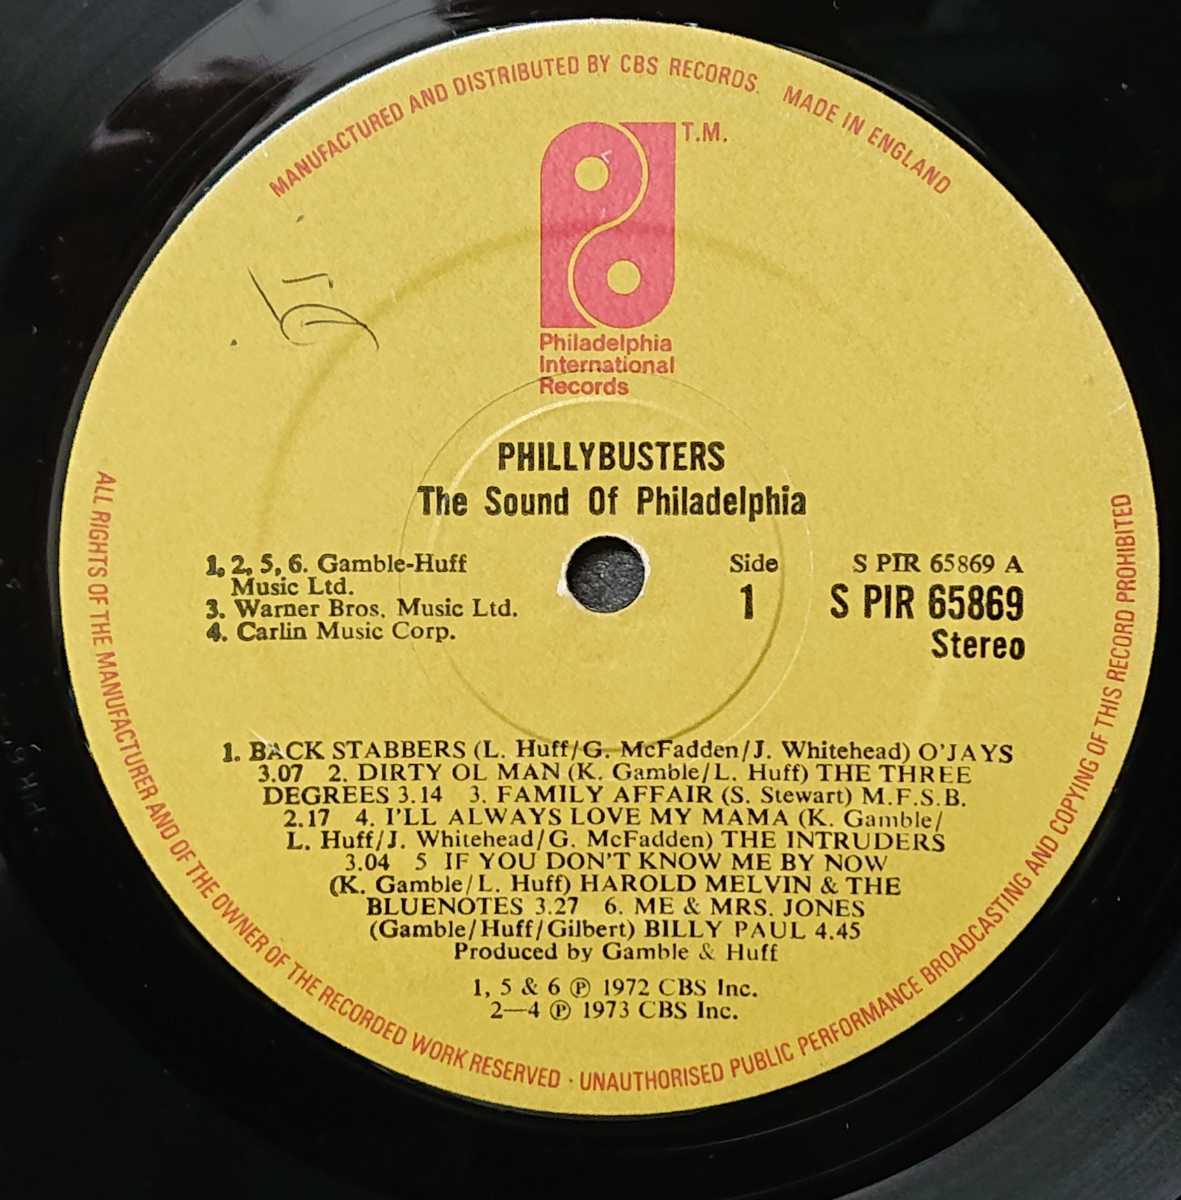 MANUFACTURED AND DISTRIBUTED BY CBS RECORDS. MADE IN ENGLAND
T.M.
Philadelphia
International
Records
PHILLYBUSTERS
The Sound Of Philadelphia
1, 2, 5, 6. Gamble-Huff
Music Ltd.
3. Warner Bros. Music Ltd.
4. Carlin Music Corp.
Side
1
S PIR 65869 A
S PIR 65869
Stereo
1. BACK STABBERS (L. Huff/G. McFadden/J. Whitehead) O'JAYS
3.07 2. DIRTY OL MAN (K. Gamble/L. Huff) THE THREE
DEGREES 3.14 3. FAMILY AFFAIR (S. Stewart) M.F.S.B.
2.17 4. I'LL ALWAYS LOVE MY MAMA (K. Gamble/
L. Huff/J. Whitehead/G. McFadden) THE INTRUDERS
3.04 5 IF YOU DON'T KNOW ME BY NOW
(K. Gamble/L. Huff) HAROLD MELVIN & THE
BLUENOTES 3.27 6. ME & MRS. JONES
(Gamble/Huff/Gilbert) BILLY PAUL 4.45
Produced by Gamble & Huff
1, 5 & 6 ℗ 1972 CBS Inc.
2—4 ℗ 1973 CBS Inc.
ALL RIGHTS OF THE MANUFACTURER AND OF THE OWNER OF THE RECORDED WORK RESERVED · UNAUTHORISED PUBLIC PERFORMANCE BROADCASTING AND COPYING OF THIS RECORD PROHIBITED